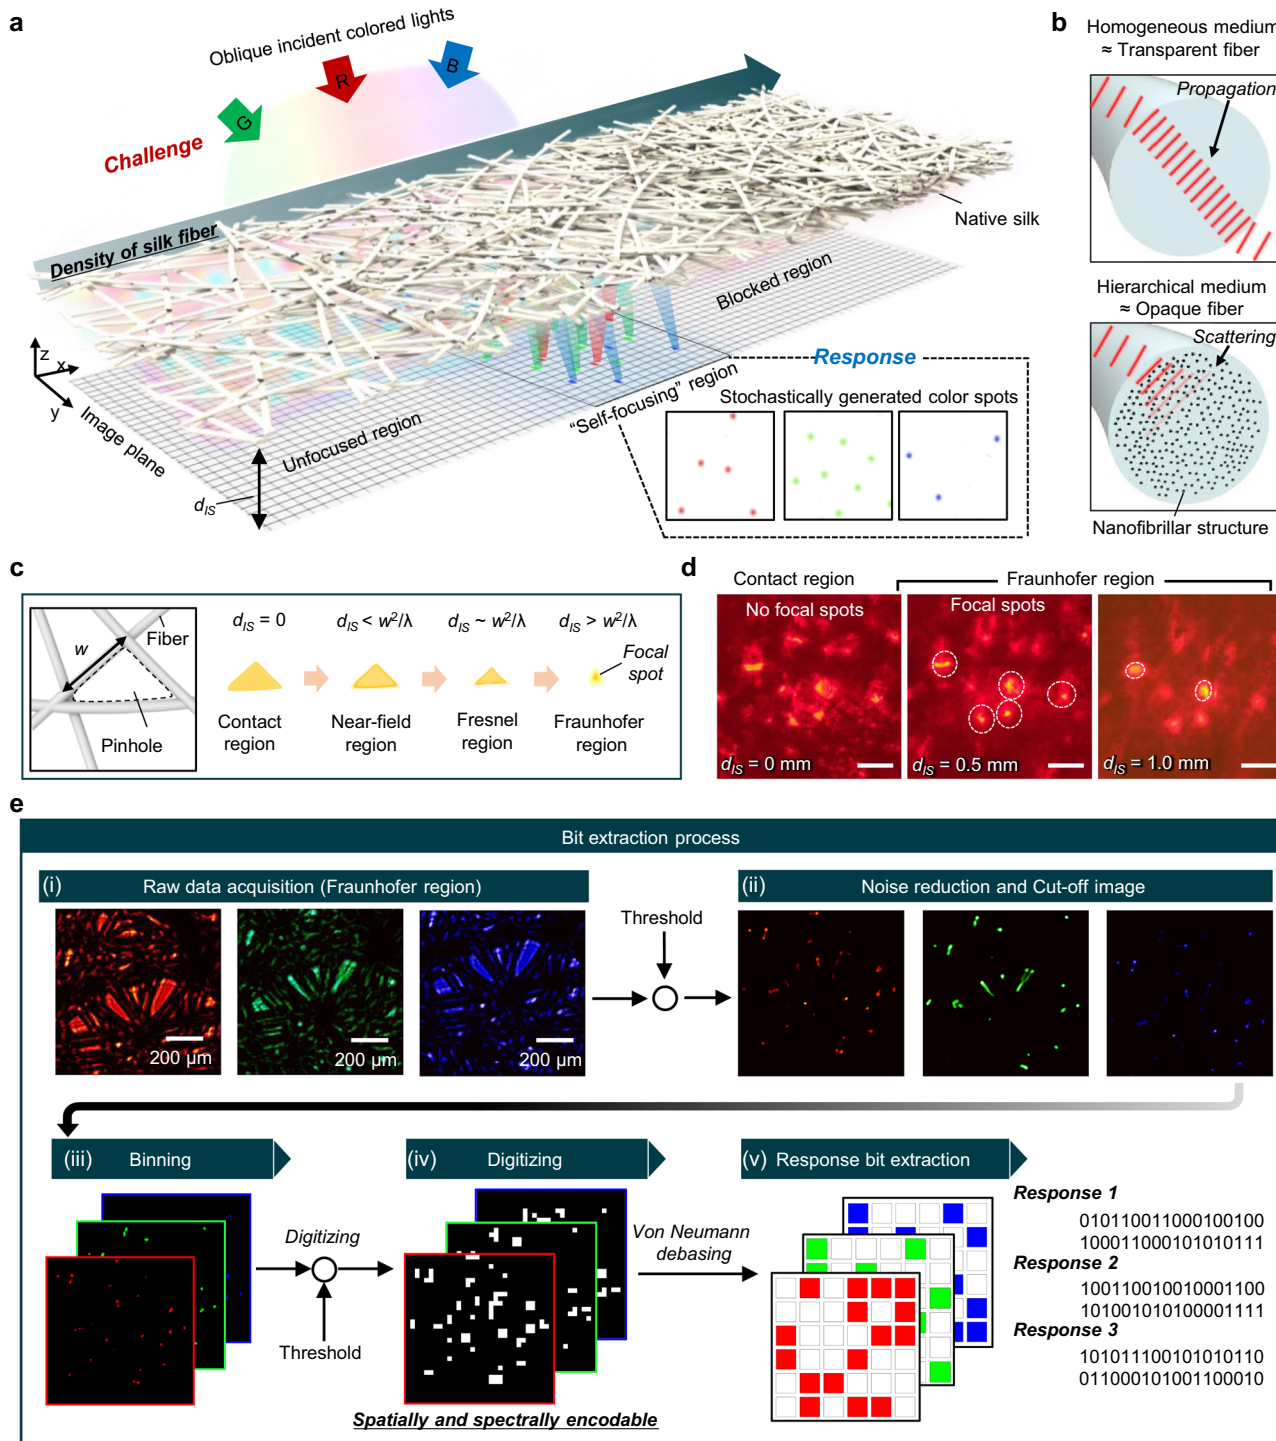 a
Oblique incident colored lights
G
R
B
Challenge
Density of silk fiber
Native silk
Blocked region
"Self-focusing" region
Unfocused region
Image plane
z
x
y
dIS
Response
Stochastically generated color spots
b
Homogeneous medium
≈ Transparent fiber
Propagation
Hierarchical medium
≈ Opaque fiber
Scattering
Nanofibrillar structure
c
w
Fiber
Pinhole
dIS = 0
dIS < w²/λ
dIS ~ w²/λ
dIS > w²/λ
Focal
spot
Contact
region
Near-field
region
Fresnel
region
Fraunhofer
region
d
Contact region
Fraunhofer region
No focal spots
Focal spots
dIS = 0 mm
dIS = 0.5 mm
dIS = 1.0 mm
e
Bit extraction process
(i)
Raw data acquisition (Fraunhofer region)
200 µm
200 µm
200 µm
Threshold
(ii)
Noise reduction and Cut-off image
(iii)
Binning
Digitizing
Threshold
(iv)
Digitizing
Spatially and spectrally encodable
Von Neumann
debasing
(v)
Response bit extraction
Response 1
010110011000100100
100011000101010111
Response 2
100110010010001100
101001010100001111
Response 3
101011100101010110
011000101001100010